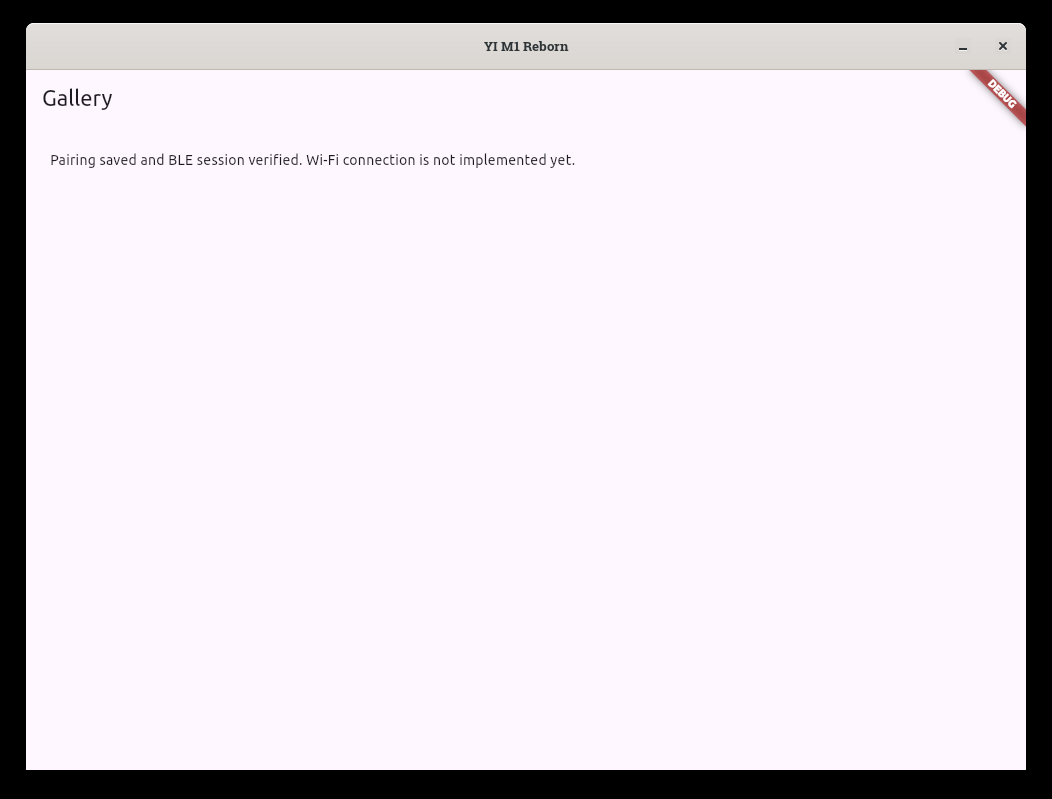 YI M1 Reborn
DEBUG
Gallery
Pairing saved and BLE session verified. Wi-Fi connection is not implemented yet.